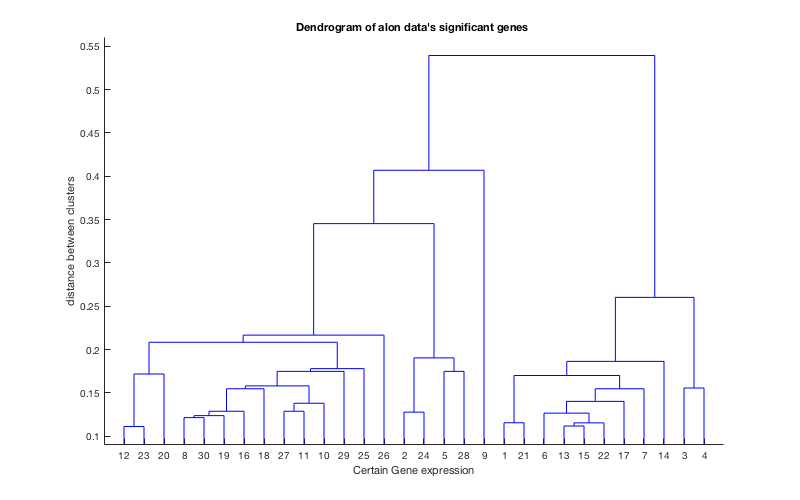 Dendrogram of alon data's significant genes
0.55
0.5
0.45
0.4
0.35
0.3
0.25
0.2
0.15
0.1
distance between clusters
12 23 20 8 30 19 16 18 27 11 10 29 25 26 2 24 5 28 9 1 21 6 13 15 22 17 7 14 3 4
Certain Gene expression